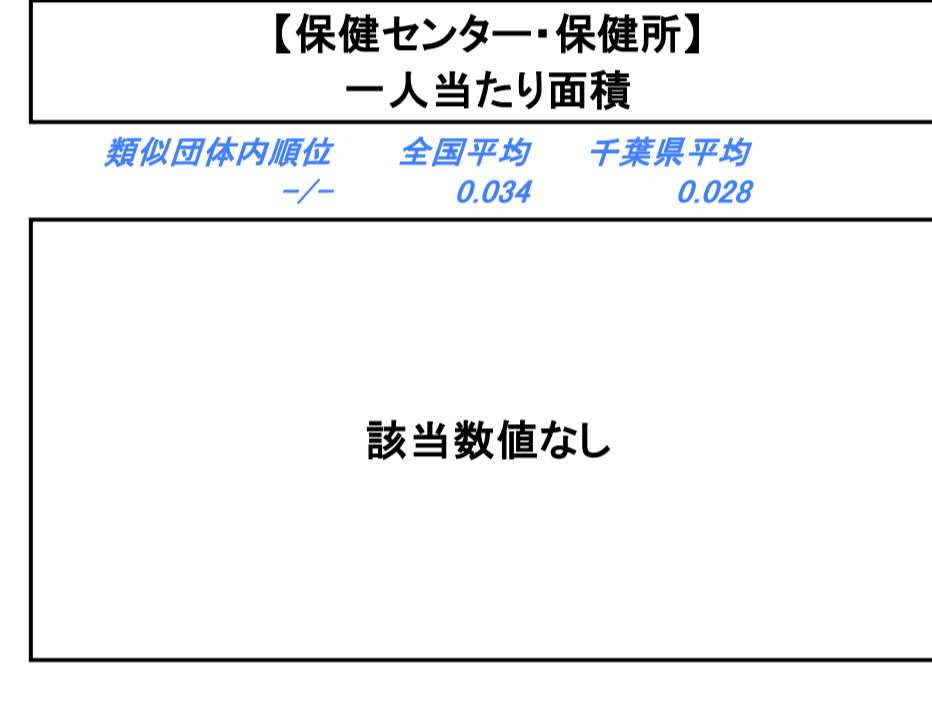 【保健センター・保健所】
一人当たり面積
類似団体内順位 全国平均 千葉県平均
-/- 0.034 0.028
該当数値なし